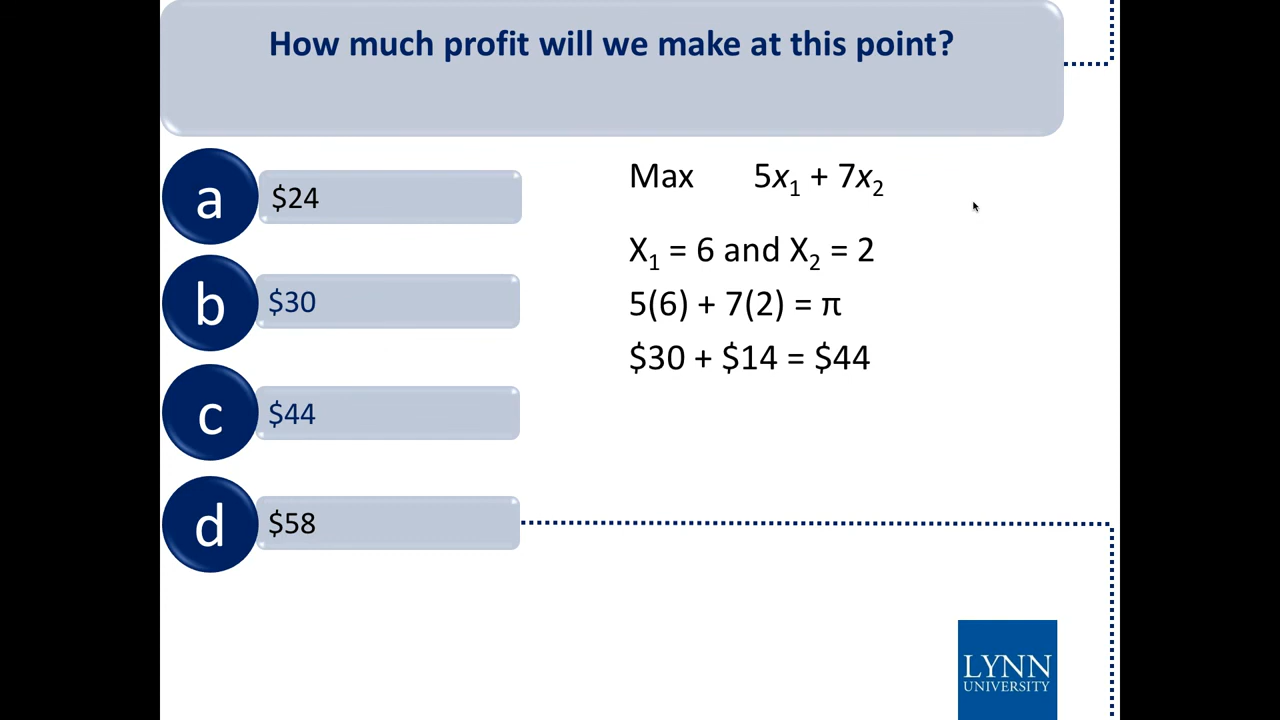 How much profit will we make at this point?
a
$24
b
$30
c
$44
d
$58
Max 5x₁ + 7x₂
X₁ = 6 and X₂ = 2
5(6) + 7(2) = π
$30 + $14 = $44
LYNN
UNIVERSITY